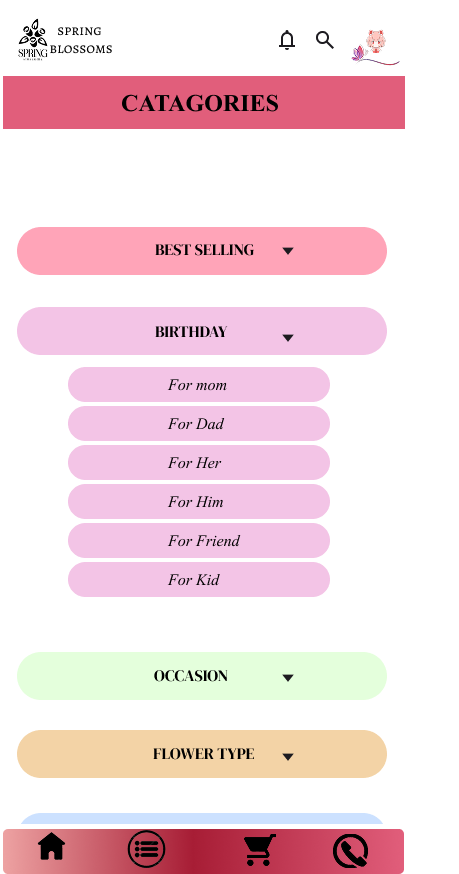 SPRING
BLOSSOMS
SPRING
CATAGORIES
BEST SELLING
BIRTHDAY
For mom
For Dad
For Her
For Him
For Friend
For Kid
OCCASION
FLOWER TYPE